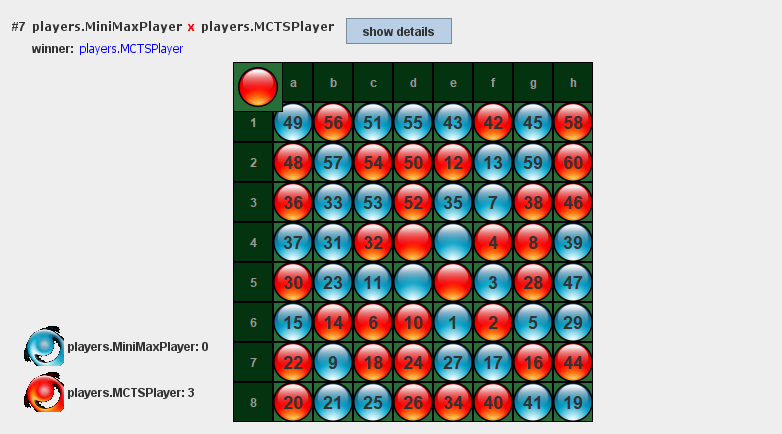 #7 players.MiniMaxPlayer x players.MCTSPlayer show details
winner: players.MCTSPlayer
a b c d e f g h
1 49 56 51 55 43 42 45 58
2 48 57 54 50 12 13 59 60
3 36 33 53 52 35 7 38 46
4 37 31 32 4 8 39
5 30 23 11 3 28 47
6 15 14 6 10 1 2 5 29
players.MiniMaxPlayer: 0
7 22 9 18 24 27 17 16 44
players.MCTSPlayer: 3
8 20 21 25 26 34 40 41 19